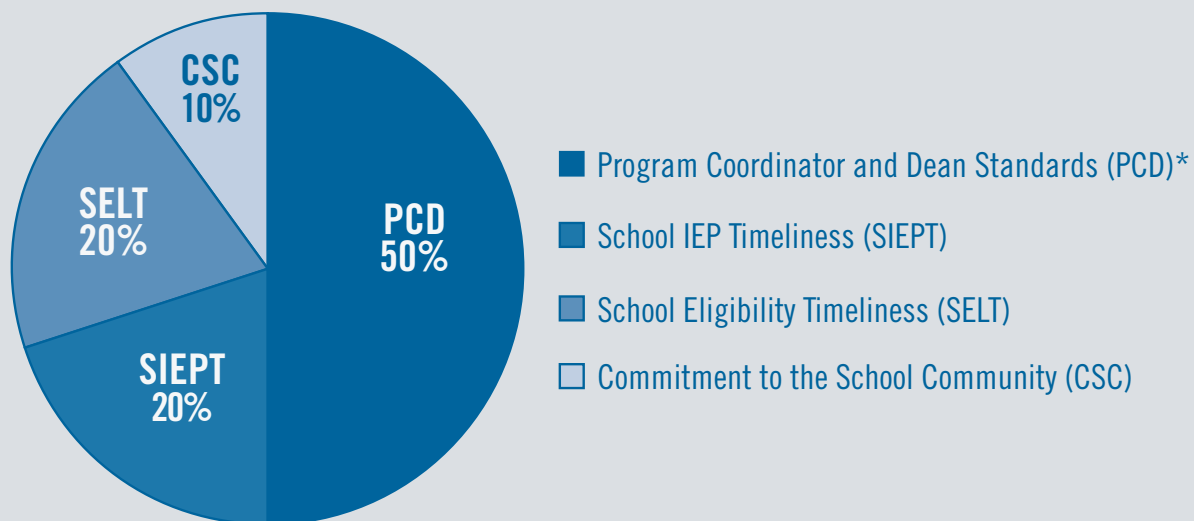 CSC
10%
SELT
20%
PCD
50%
SIEPT
20%
Program Coordinator and Dean Standards (PCD)*
School IEP Timeliness (SIEPT)
School Eligibility Timeliness (SELT)
Commitment to the School Community (CSC)